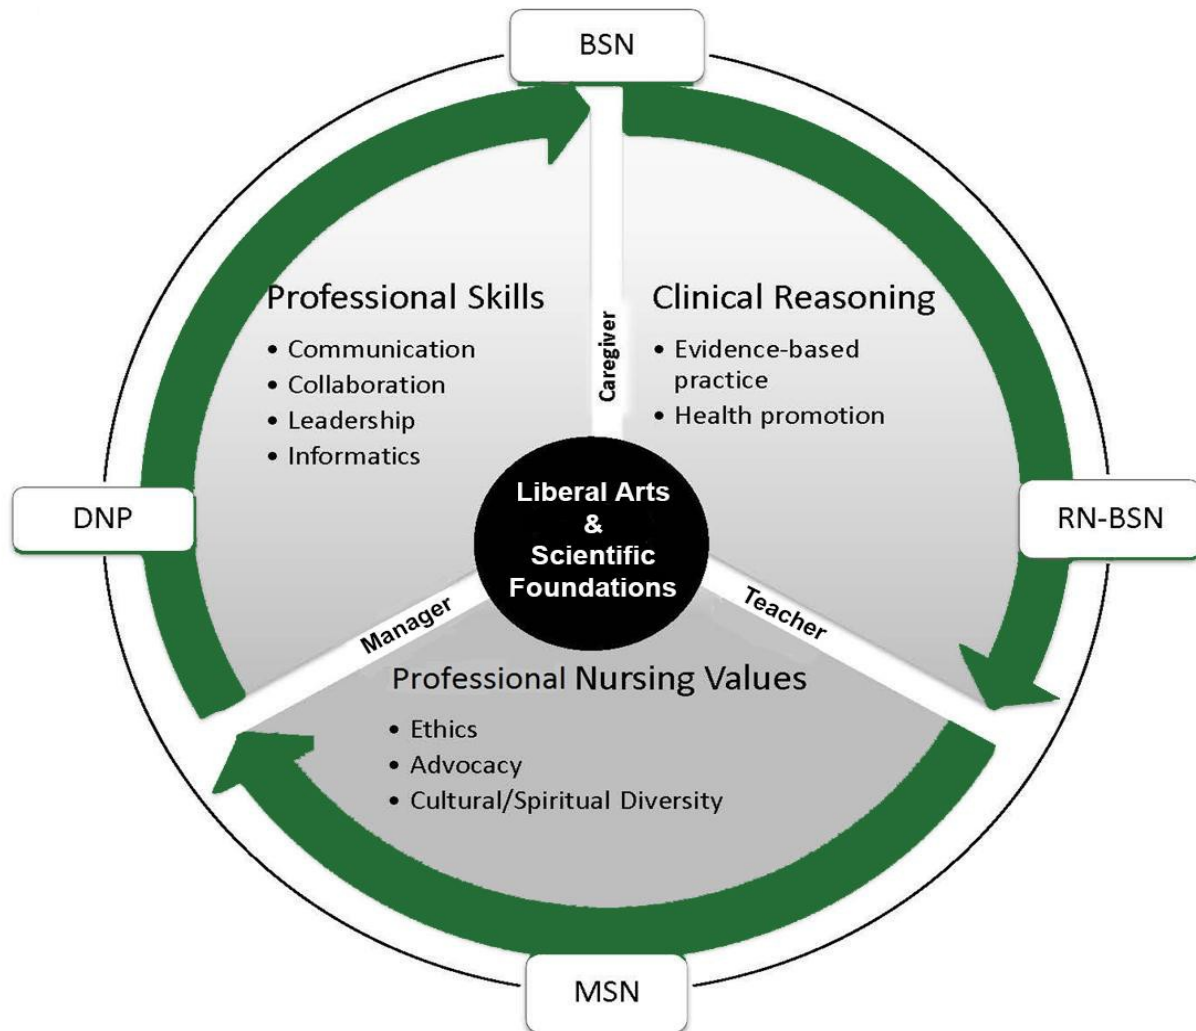 BSN
Professional Skills
• Communication
• Collaboration
• Leadership
• Informatics
Caregiver
Clinical Reasoning
• Evidence-based
practice
• Health promotion
DNP
Liberal Arts
&
Scientific
Foundations
RN-BSN
Manager
Teacher
Professional Nursing Values
• Ethics
• Advocacy
• Cultural/Spiritual Diversity
MSN